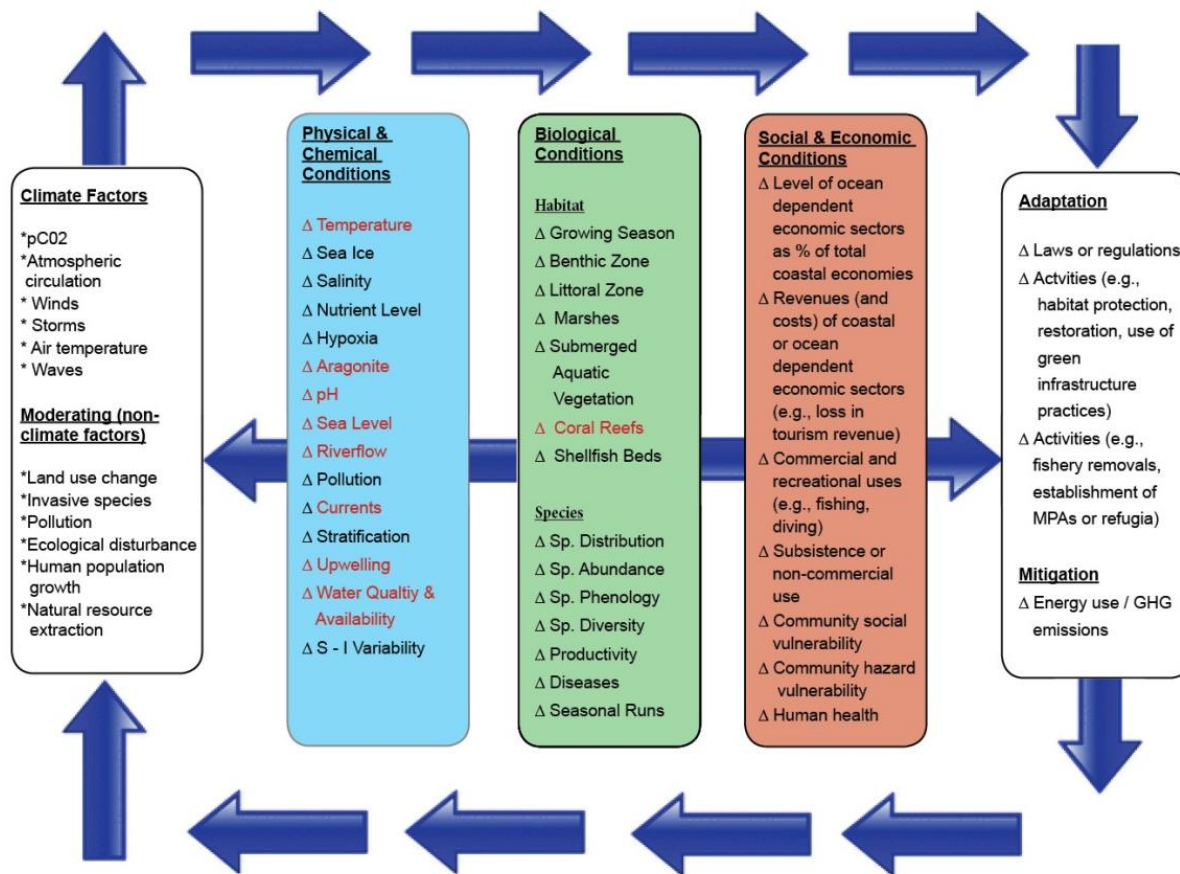 Climate Factors
*pC02
*Atmospheric
circulation
* Winds
* Storms
* Air temperature
* Waves
Moderating (non-
climate factors)
*Land use change
*Invasive species
*Pollution
*Ecological disturbance
*Human population
growth
*Natural resource
extraction
Physical &
Chemical
Conditions
Δ Temperature
Δ Sea Ice
Δ Salinity
Δ Nutrient Level
Δ Hypoxia
Δ Aragonite
Δ pH
Δ Sea Level
Δ Riverflow
Δ Pollution
Δ Currents
Δ Stratification
Δ Upwelling
Δ Water Qualtiy &
Availability
Δ S - I Variability
Biological
Conditions
Habitat
Δ Growing Season
Δ Benthic Zone
Δ Littoral Zone
Δ Marshes
Δ Submerged
Aquatic
Vegetation
Δ Coral Reefs
Δ Shellfish Beds
Species
Δ Sp. Distribution
Δ Sp. Abundance
Δ Sp. Phenology
Δ Sp. Diversity
Δ Productivity
Δ Diseases
Δ Seasonal Runs
Social & Economic
Conditions
Δ Level of ocean
dependent
economic sectors
as % of total
coastal economies
Δ Revenues (and
costs) of coastal
or ocean
dependent
economic sectors
(e.g., loss in
tourism revenue)
Δ Commercial and
recreational uses
(e.g., fishing,
diving)
Δ Subsistence or
non-commercial
use
Δ Community social
vulnerability
Δ Community hazard
vulnerability
Δ Human health
Adaptation
Δ Laws or regulations
Δ Actvities (e.g.,
habitat protection,
restoration, use of
green
infrastructure
practices)
Δ Activities (e.g.,
fishery removals,
establishment of
MPAs or refugia)
Mitigation
Δ Energy use / GHG
emissions